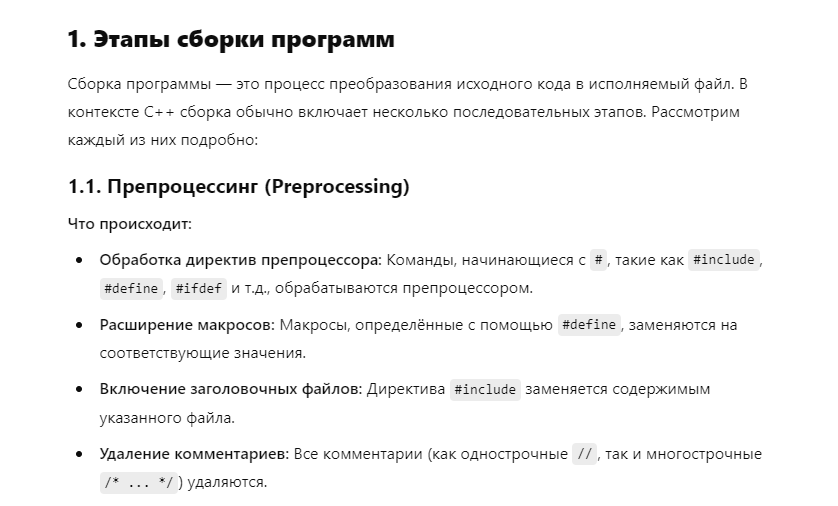 1. Этапы сборки программ
Сборка программы — это процесс преобразования исходного кода в исполняемый файл. В
контексте C++ сборка обычно включает несколько последовательных этапов. Рассмотрим
каждый из них подробно:
1.1. Препроцессинг (Preprocessing)
Что происходит:
• Обработка директив препроцессора: Команды, начинающиеся с #, такие как #include,
#define, #ifdef и т.д., обрабатываются препроцессором.
• Расширение макросов: Макросы, определённые с помощью #define, заменяются на
соответствующие значения.
• Включение заголовочных файлов: Директива #include заменяется содержимым
указанного файла.
• Удаление комментариев: Все комментарии (как однострочные //, так и многострочные
/* ... */) удаляются.